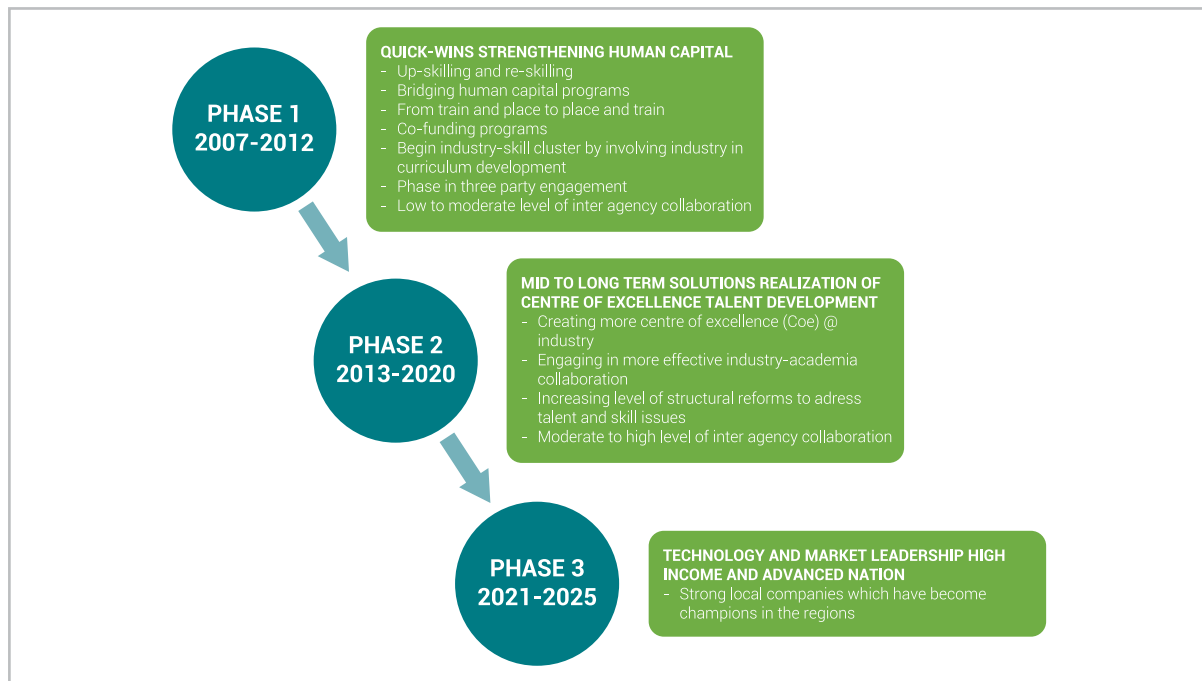 PHASE 1
2007-2012
QUICK-WINS STRENGTHENING HUMAN CAPITAL
- Up-skilling and re-skilling
- Bridging human capital programs
- From train and place to place and train
- Co-funding programs
- Begin industry-skill cluster by involving industry in
curriculum development
- Phase in three party engagement
- Low to moderate level of inter agency collaboration
PHASE 2
2013-2020
MID TO LONG TERM SOLUTIONS REALIZATION OF
CENTRE OF EXCELLENCE TALENT DEVELOPMENT
- Creating more centre of excellence (Coe) @
industry
- Engaging in more effective industry-academia
collaboration
- Increasing level of structural reforms to adress
talent and skill issues
- Moderate to high level of inter agency collaboration
PHASE 3
2021-2025
TECHNOLOGY AND MARKET LEADERSHIP HIGH
INCOME AND ADVANCED NATION
- Strong local companies which have become
champions in the regions